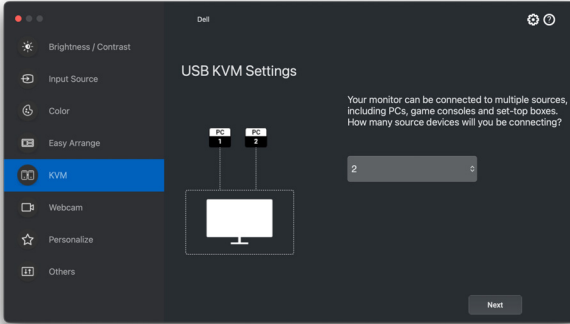 Dell
Brightness / Contrast
Input Source
Color
Easy Arrange
KVM
Webcam
Personalize
Others
USB KVM Settings
PC
1
PC
2
Your monitor can be connected to multiple sources,
including PCs, game consoles and set-top boxes.
How many source devices will you be connecting?
2
Next